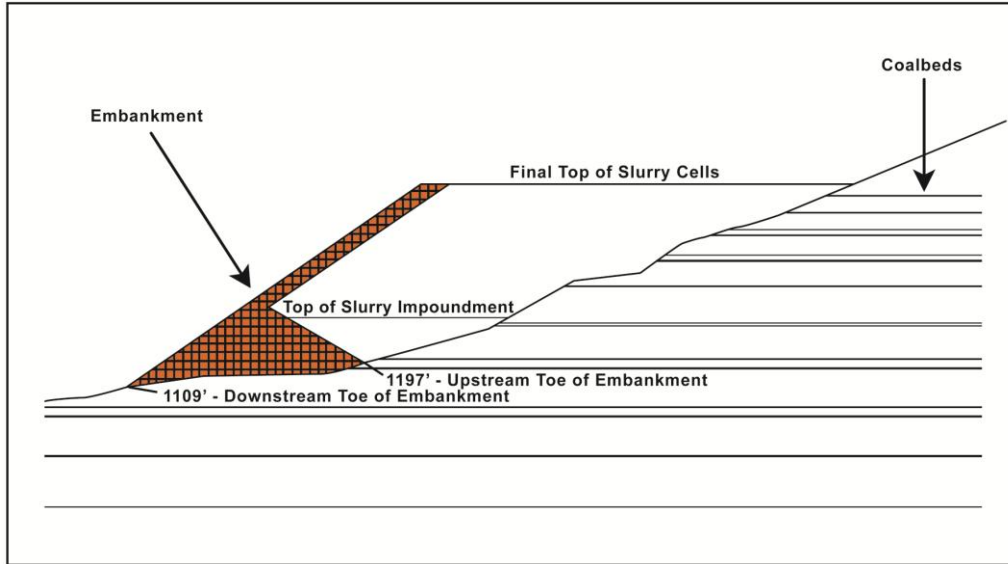 Coalbeds
Embankment
Final Top of Slurry Cells
Top of Slurry Impoundment
1197’ - Upstream Toe of Embankment
1109’ - Downstream Toe of Embankment